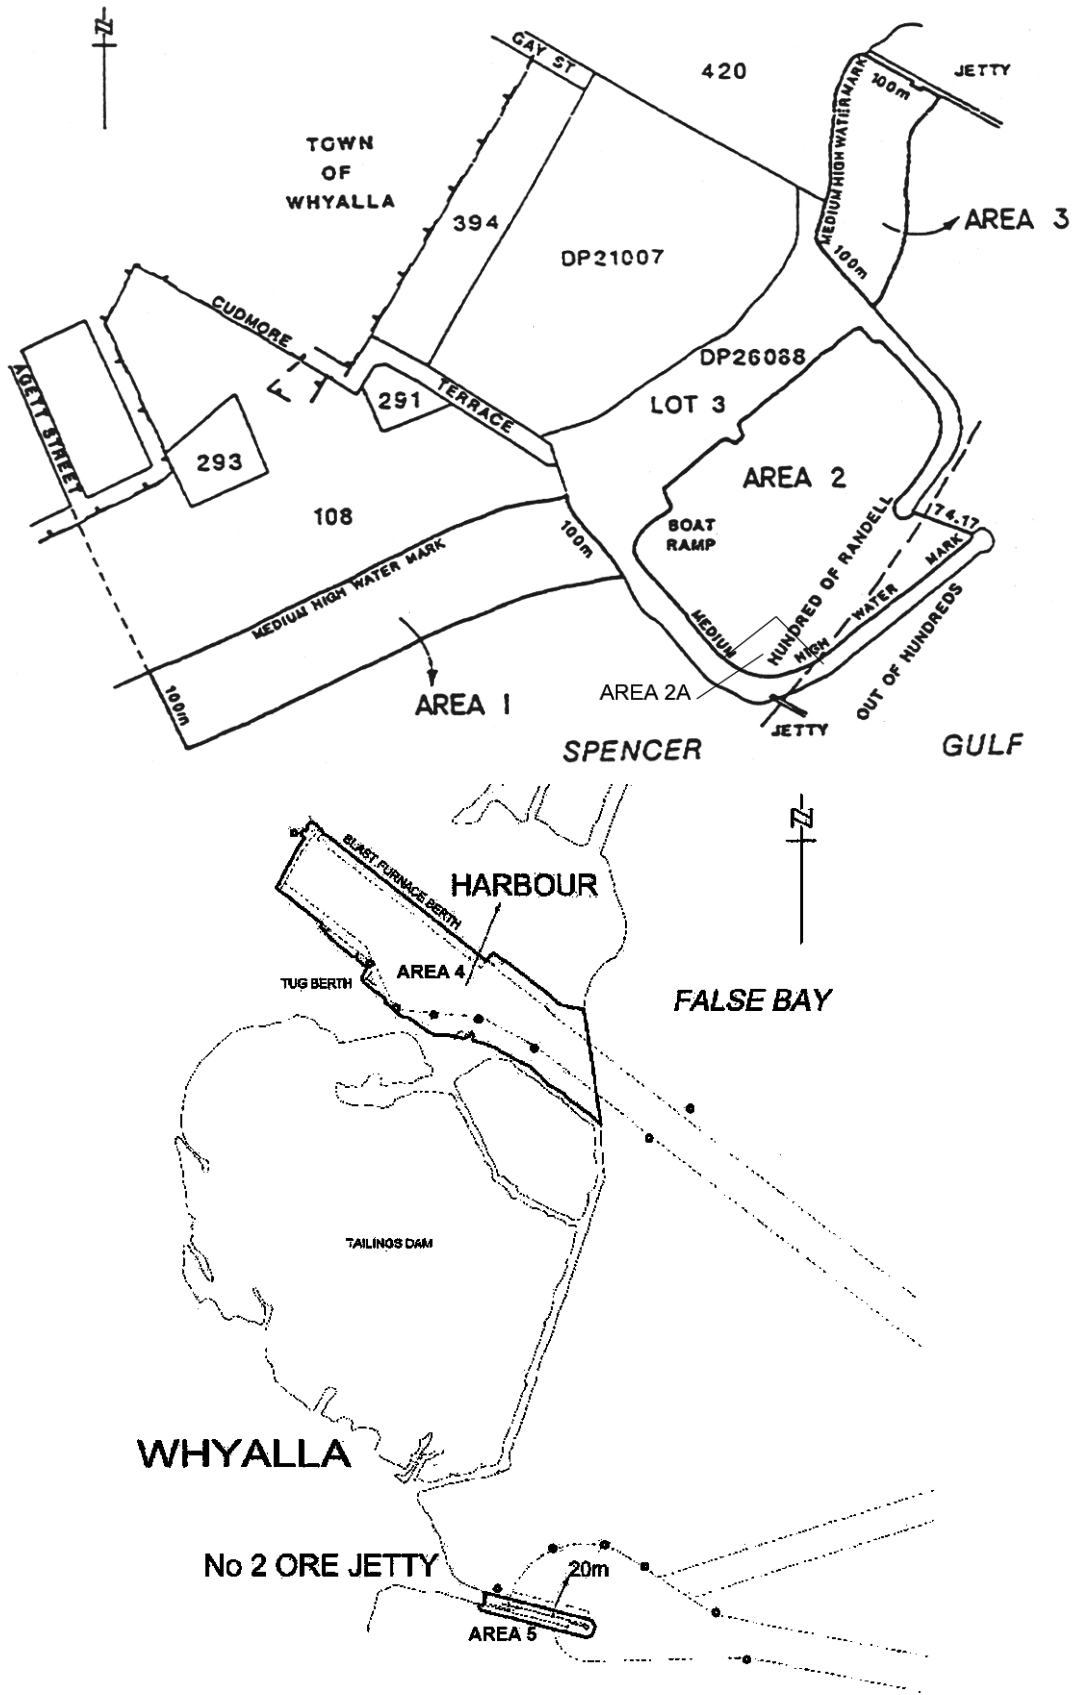 N
GAY ST
420
JETTY
100m
MEDIUM HIGH WATER MARK
TOWN
OF
WHYALLA
394
AREA 3
DP21007
100m
CUDMORE
DP26088
291
TERRACE
LOT 3
AGETT STREET
293
AREA 2
108
BOAT
RAMP
74.17
100m
HUNDRED OF RANDELL
MEDIUM HIGH WATER MARK
MEDIUM HIGH WATER MARK
OUT OF HUNDREDS
100m
AREA 2A
AREA 1
JETTY
SPENCER GULF
N
BLAST FURNACE BERTH
HARBOUR
AREA 4
TUG BERTH
FALSE BAY
TAILINGS DAM
WHYALLA
No 2 ORE JETTY
20m
AREA 5